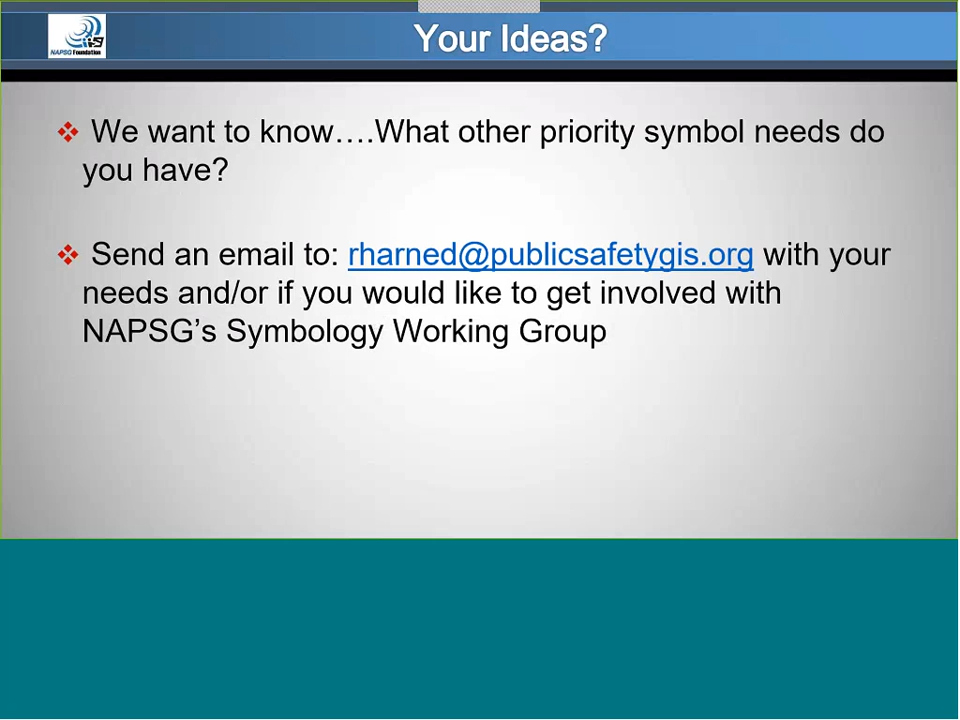 Your Ideas?
NAPSG Foundation
We want to know….What other priority symbol needs do
you have?
Send an email to: rharned@publicsafetygis.org with your
needs and/or if you would like to get involved with
NAPSG’s Symbology Working Group